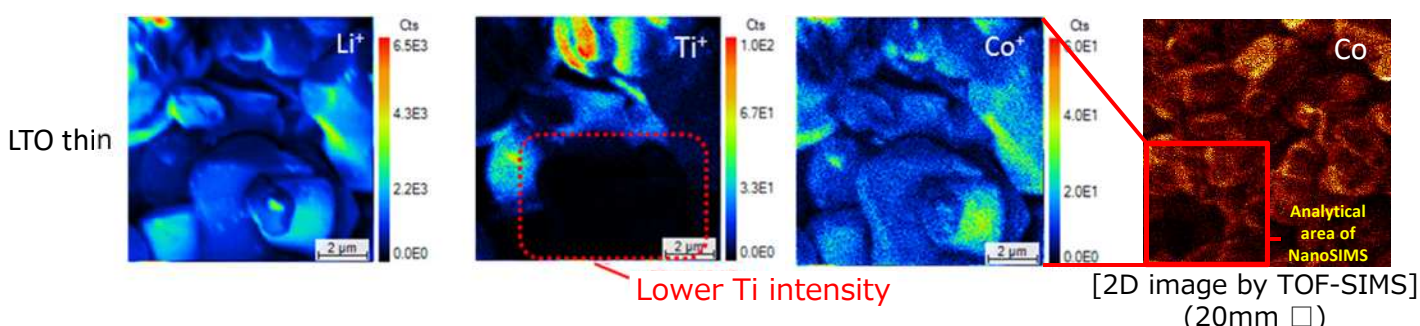 LTO thin
Li⁺
Cts
6.5E3
4.3E3
2.2E3
0.0E0
2 µm
Ti⁺
Cts
1.0E2
6.7E1
3.3E1
0.0E0
2 µm
Lower Ti intensity
Co⁺
Cts
6.0E1
4.0E1
2.0E1
0.0E0
2 µm
Co
Analytical
area of
NanoSIMS
[2D image by TOF-SIMS]
(20mm □)